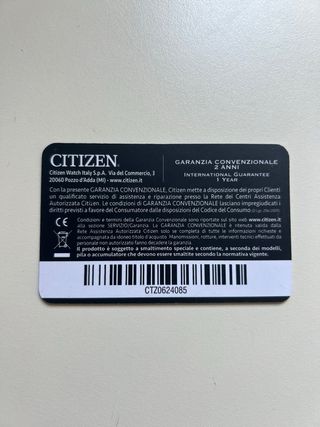 CITIZEN
Citizen Watch Italy S.p.A. Via del Commercio, 3
20060 Pozzo d'Adda (MI) - www.citizen.it
GARANZIA CONVENZIONALE
2 ANNI
INTERNATIONAL GUARANTEE
1 YEAR
Con la presente GARANZIA CONVENZIONALE, Citizen mette a disposizione dei propri Clienti
un qualificato servizio di assistenza e riparazione presso la Rete dei Centri Assistenza
Autorizzata Citizen. Le condizioni di GARANZIA CONVENZIONALE lasciano impregiudicati i
diritti previsti a favore del Consumatore dalle disposizioni del Codice del Consumo
Condizioni e termini della Garanzia Convenzionale sono riportate sul sito web www.citizen.it
alla sezione SERVIZIO/Garanzia. La GARANZIA CONVENZIONALE è intesa valida dalla
Rete Assistenza Autorizzata Citizen solo se completa di tutte le informazioni richieste e
accompagnata da idoneo titolo d'acquisto. Manomissioni, rotture, interventi tecnici effettuati da
personale non autorizzato fanno decadere la garanzia.
Il prodotto è soggetto a smaltimento speciale e contiene, a seconda dei modelli,
pila o accumulatore che devono essere smaltiti secondo la normativa vigente.
CE
CTZ0624085